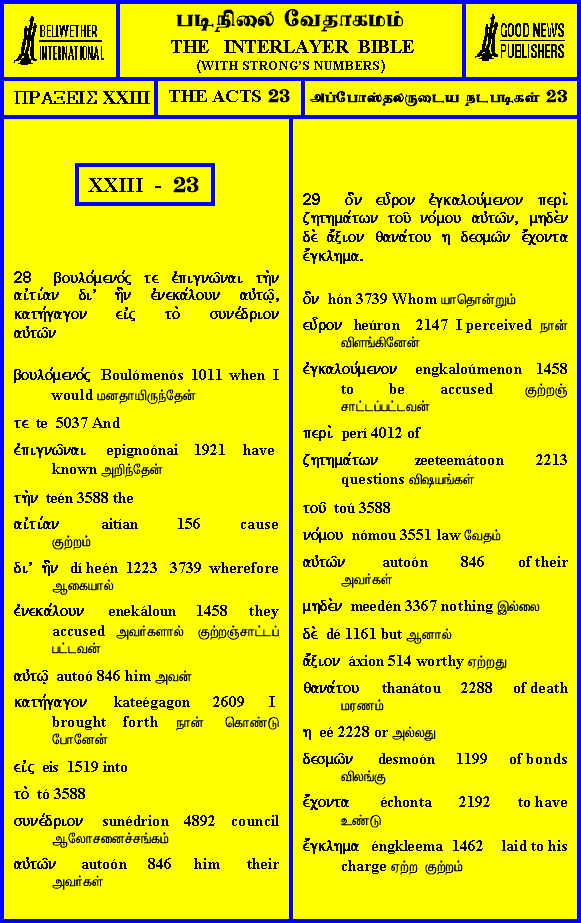 BELLWETHER
INTERNATIONAL
படிநிலை வேதாகமம்
THE INTERLAYER BIBLE
(WITH STRONG'S NUMBERS)
GOOD NEWS
PUBLISHERS
ΠΡΑΞΕΙΣ XXIII
THE ACTS 23
அப்போஸ்தலருடைய நடபடிகள் 23
XXIII - 23
28 βουλόμενός τε ἐπιγνῶναι τὴν
αἰτίαν δι' ἣν ἐνεκάλουν αὐτῷ,
κατήγαγον εἰς τὸ συνέδριον
αὐτῶν
βουλόμενός Boulómenós 1011 when I
would மனதாயிருந்தேன்
τε te 5037 And
ἐπιγνῶναι epignoónai 1921 have
known அறிந்தேன்
τὴν teén 3588 the
αἰτίαν aitían 156 cause
குற்றம்
δι' ἣν dí heén 1223 3739 wherefore
ஆகையால்
ἐνεκάλουν enekáloun 1458 they
accused அவர்களால் குற்றஞ்சாட்டப்
பட்டவன்
αὐτῷ autoó 846 him அவன்
κατήγαγον kateégagon 2609 I
brought forth நான் கொண்டு
போனேன்
εἰς eis 1519 into
τὸ tó 3588
συνέδριον sunédrion 4892 council
ஆலோசனைச்சங்கம்
αὐτῶν autoón 846 him their
அவர்கள்
29 ὃν εὗρον ἐγκαλούμενον περὶ
ζητημάτων τοῦ νόμου αὐτῶν, μηδὲν
δὲ ἄξιον θανάτου η δεσμῶν ἔχοντα
ἔγκλημα.
ὃν hón 3739 Whom யாதொன்றும்
εὗρον heúron 2147 I perceived நான்
விளங்கினேன்
ἐγκαλούμενον engkaloúmenon 1458
to be accused குற்றஞ்
சாட்டப்பட்டவன்
περὶ perí 4012 of
ζητημάτων zeeteemátoon 2213
questions விஷயங்கள்
τοῦ toú 3588
νόμου nómou 3551 law வேதம்
αὐτῶν autoón 846 of their
அவர்கள்
μηδὲν meedén 3367 nothing இல்லை
δὲ dé 1161 but ஆனால்
ἄξιον áxion 514 worthy ஏற்றது
θανάτου thanátou 2288 of death
மரணம்
η eé 2228 or அல்லது
δεσμῶν desmoón 1199 of bonds
விலங்கு
ἔχοντα échonta 2192 to have
உண்டு
ἔγκλημα éngkleema 1462 laid to his
charge ஏற்ற குற்றம்